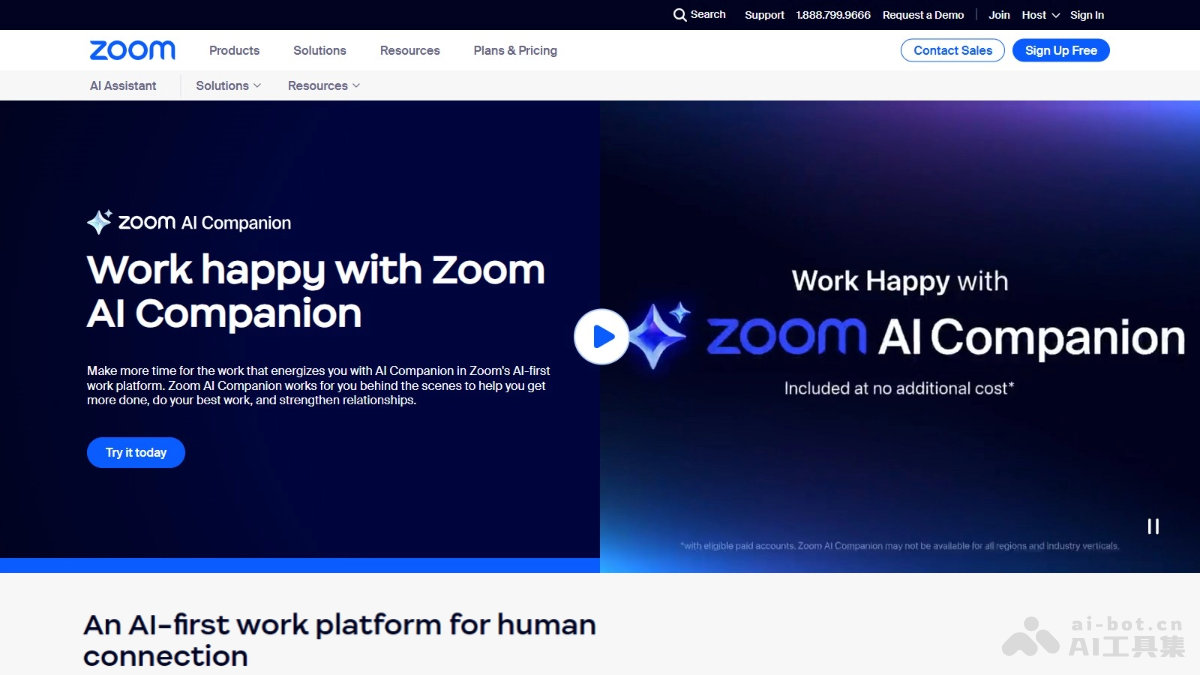 Search Support 1.888.799.9666 Request a Demo Join Host Sign In
zoom Products Solutions Resources Plans & Pricing Contact Sales Sign Up Free
AI Assistant Solutions Resources
zoom AI Companion
Work happy with Zoom
AI Companion
Make more time for the work that energizes you with AI Companion in Zoom's AI-first
work platform. Zoom AI Companion works for you behind the scenes to help you get
more done, do your best work, and strengthen relationships.
Try it today
Work Happy with
zoom AI Companion
Included at no additional cost*
*with eligible paid accounts. Zoom AI Companion may not be available for all regions and industry verticals.
An AI-first work platform for human
connection
ai-bot.cn
AI工具集